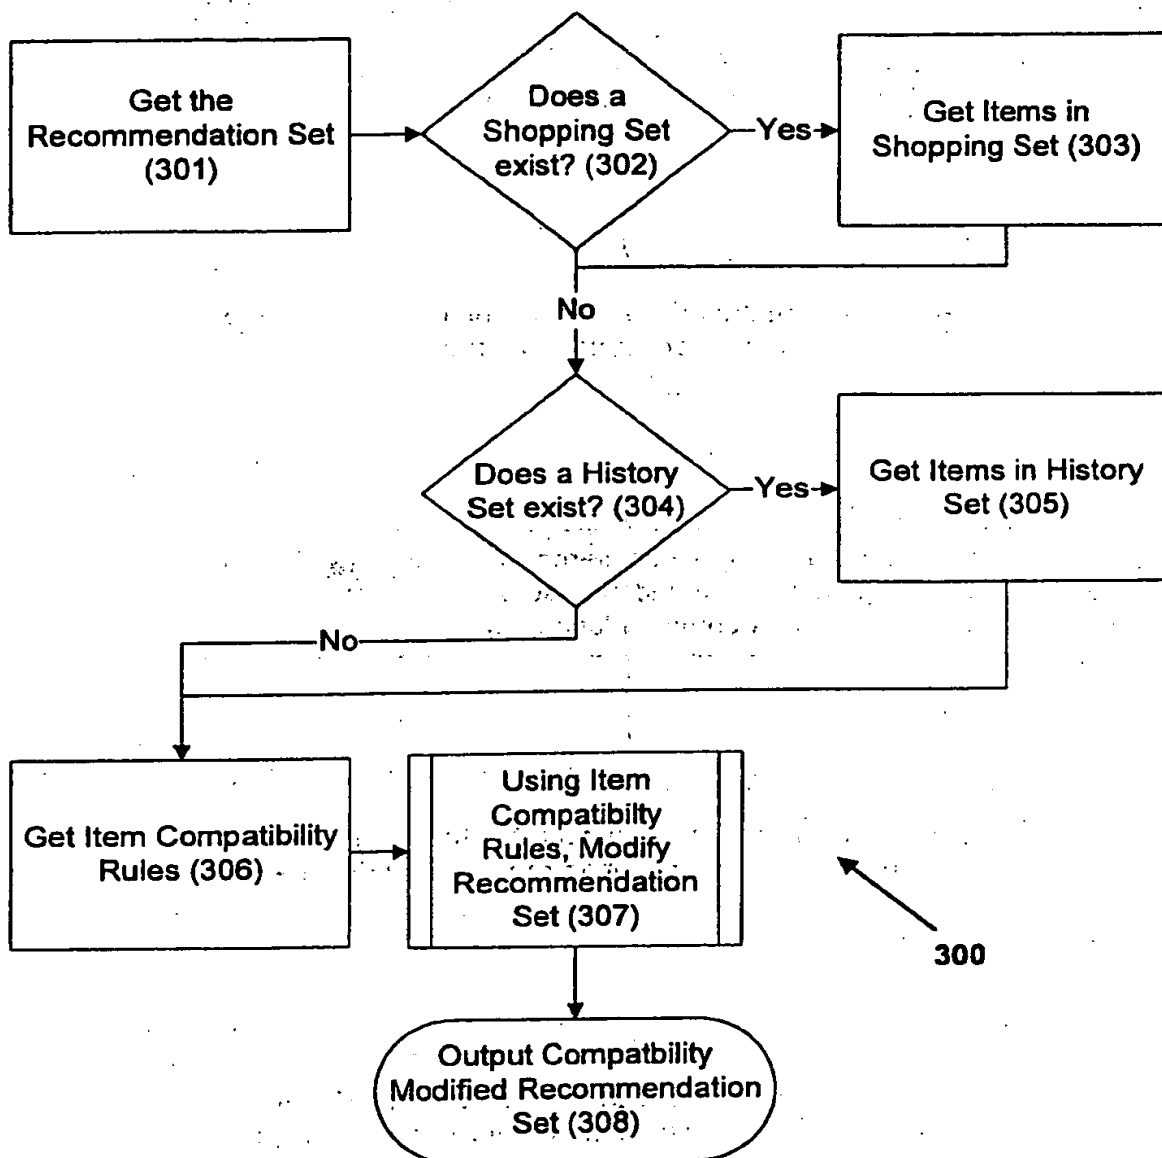 Get the
Recommendation Set
(301)
Does a
Shopping Set
exist? (302)
Yes
Get Items in
Shopping Set (303)
No
Does a History
Set exist? (304)
Yes
Get Items in History
Set (305)
No
Get Item Compatibility
Rules (306)
Using Item
Compatibilty
Rules, Modify
Recommendation
Set (307)
300
Output Compatbility
Modified Recommendation
Set (308)